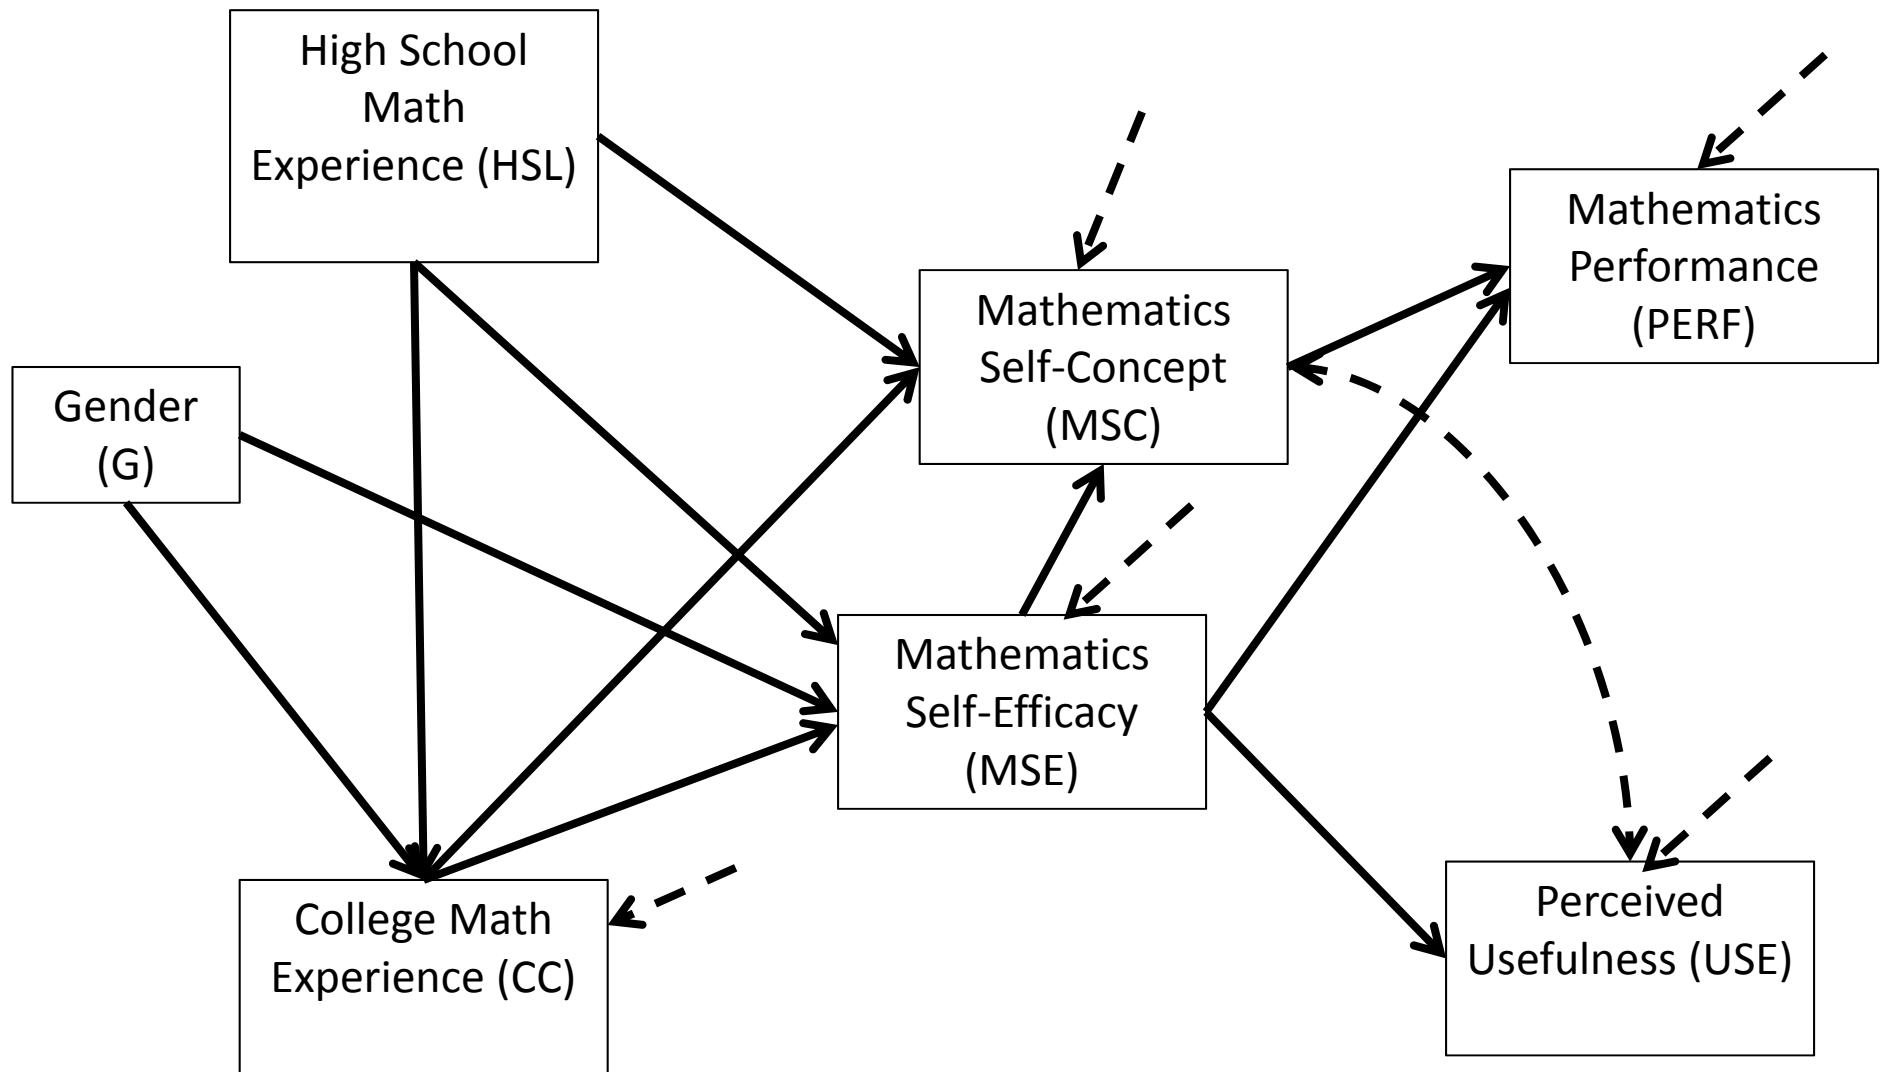 High School
Math
Experience (HSL)
Mathematics
Performance
(PERF)
Mathematics
Self-Concept
(MSC)
Gender
(G)
Mathematics
Self-Efficacy
(MSE)
College Math
Experience (CC)
Perceived
Usefulness (USE)